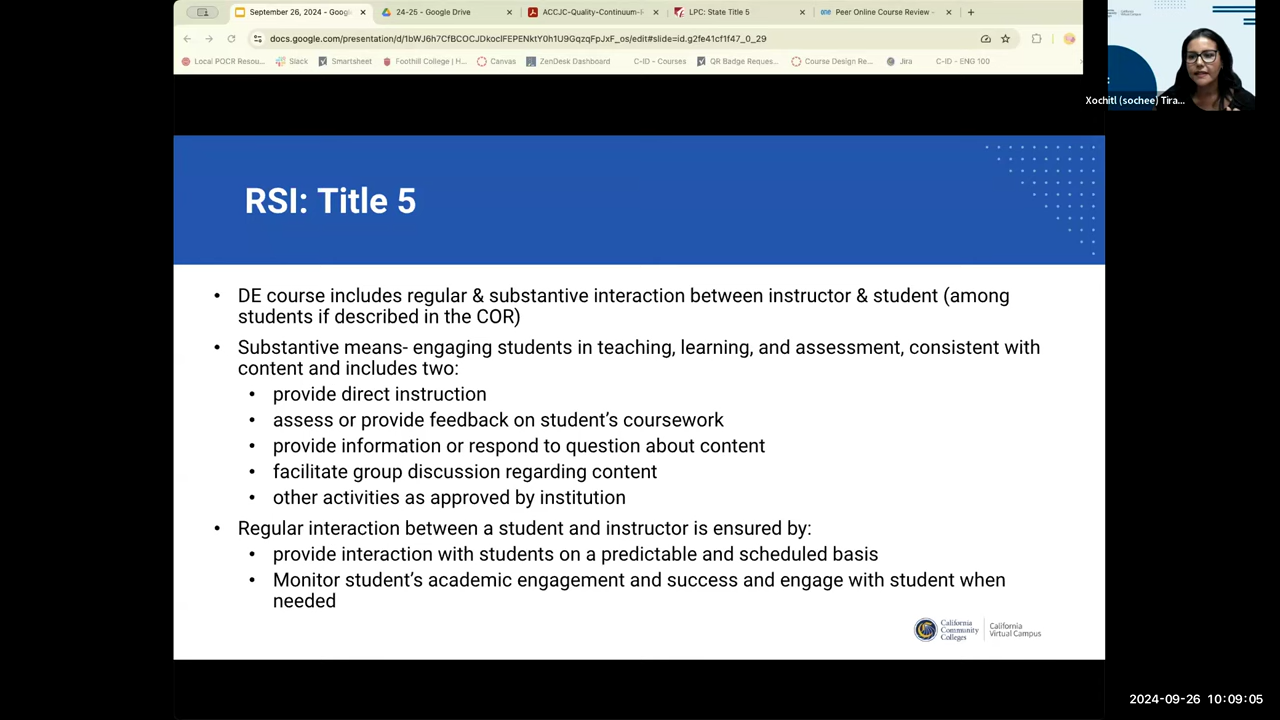 September 26, 2024 - Googl
24-25 - Google Drive
ACCJC-Quality-Continuum-
LPC: State Title 5
Peer Online Course Review -
docs.google.com/presentation/d/1bWJ6h7CfBCOCJDkoclFEPENktY0h1U9GqzqFpJxF_os/edit#slide=id.g2fe41cf1f47_0_29
Local POCR Resou...
Slack
Smartsheet
Foothill College | H...
Canvas
ZenDesk Dashboard
C-ID - Courses
QR Badge Reques...
Course Design Re...
Jira
C-ID - ENG 100
Xochitl (sochee) Tira...
RSI: Title 5
• DE course includes regular & substantive interaction between instructor & student (among
students if described in the COR)
• Substantive means- engaging students in teaching, learning, and assessment, consistent with
content and includes two:
• provide direct instruction
• assess or provide feedback on student’s coursework
• provide information or respond to question about content
• facilitate group discussion regarding content
• other activities as approved by institution
• Regular interaction between a student and instructor is ensured by:
• provide interaction with students on a predictable and scheduled basis
• Monitor student’s academic engagement and success and engage with student when
needed
California
Community
Colleges
California
Virtual Campus
2024-09-26 10:09:05